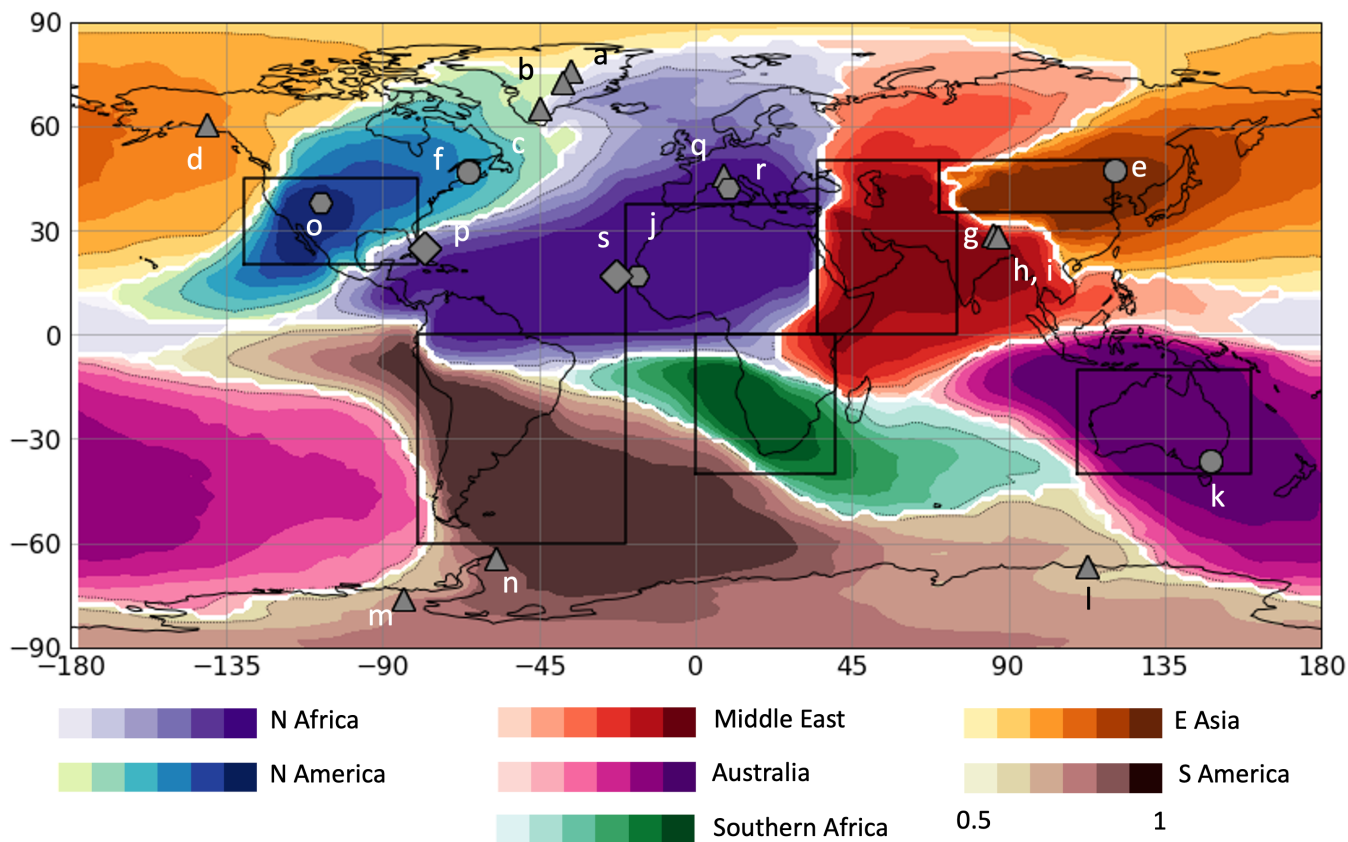 90
60
30
0
−30
−60
−90
−180
−135
−90
−45
0
45
90
135
180
a
b
c
d
f
q
r
e
o
p
s
j
g
h, i
k
l
m
n
N Africa
Middle East
E Asia
N America
Australia
S America
Southern Africa
0.5
1